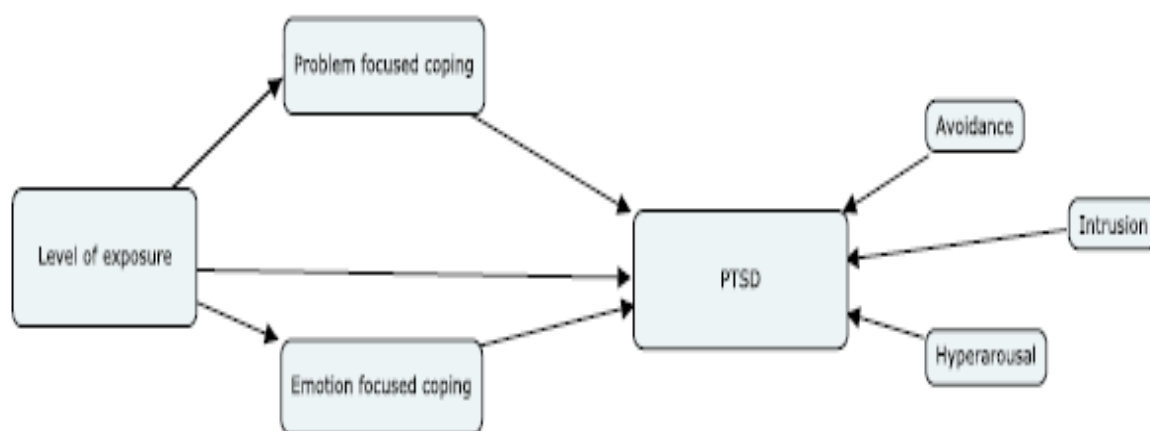 Problem focused coping
Avoidance
Intrusion
Level of exposure
PTSD
Hyperarousal
Emotion focused coping